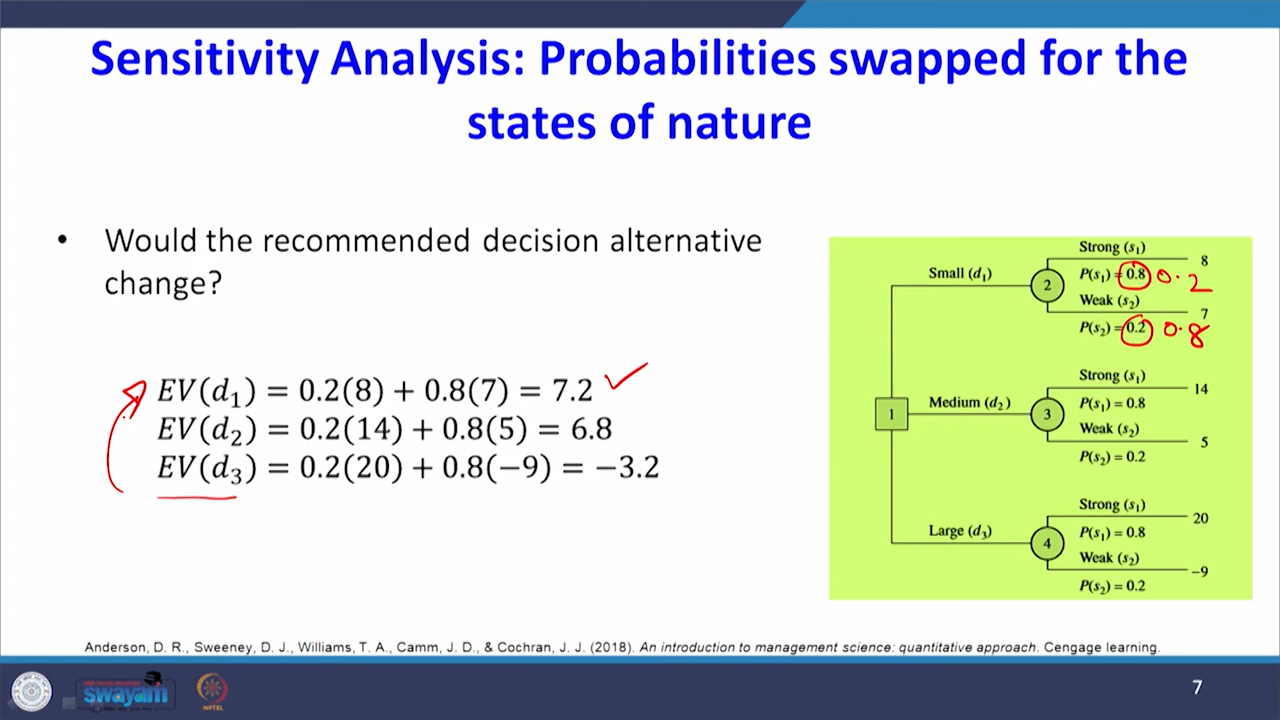 Sensitivity Analysis: Probabilities swapped for the
states of nature
• Would the recommended decision alternative
change?
EV(d₁) = 0.2(8) + 0.8(7) = 7.2
EV(d₂) = 0.2(14) + 0.8(5) = 6.8
EV(d₃) = 0.2(20) + 0.8(−9) = −3.2
1
Small (d₁)
2
Strong (s₁)
8
P(s₁) = 0.8 0.2
Weak (s₂)
7
P(s₂) = 0.2 0.8
Medium (d₂)
3
Strong (s₁)
14
P(s₁) = 0.8
Weak (s₂)
5
P(s₂) = 0.2
Large (d₃)
4
Strong (s₁)
20
P(s₁) = 0.8
Weak (s₂)
−9
P(s₂) = 0.2
Anderson, D. R., Sweeney, D. J., Williams, T. A., Camm, J. D., & Cochran, J. J. (2018). An introduction to management science: quantitative approach. Cengage learning.
swayam
NPTEL
7